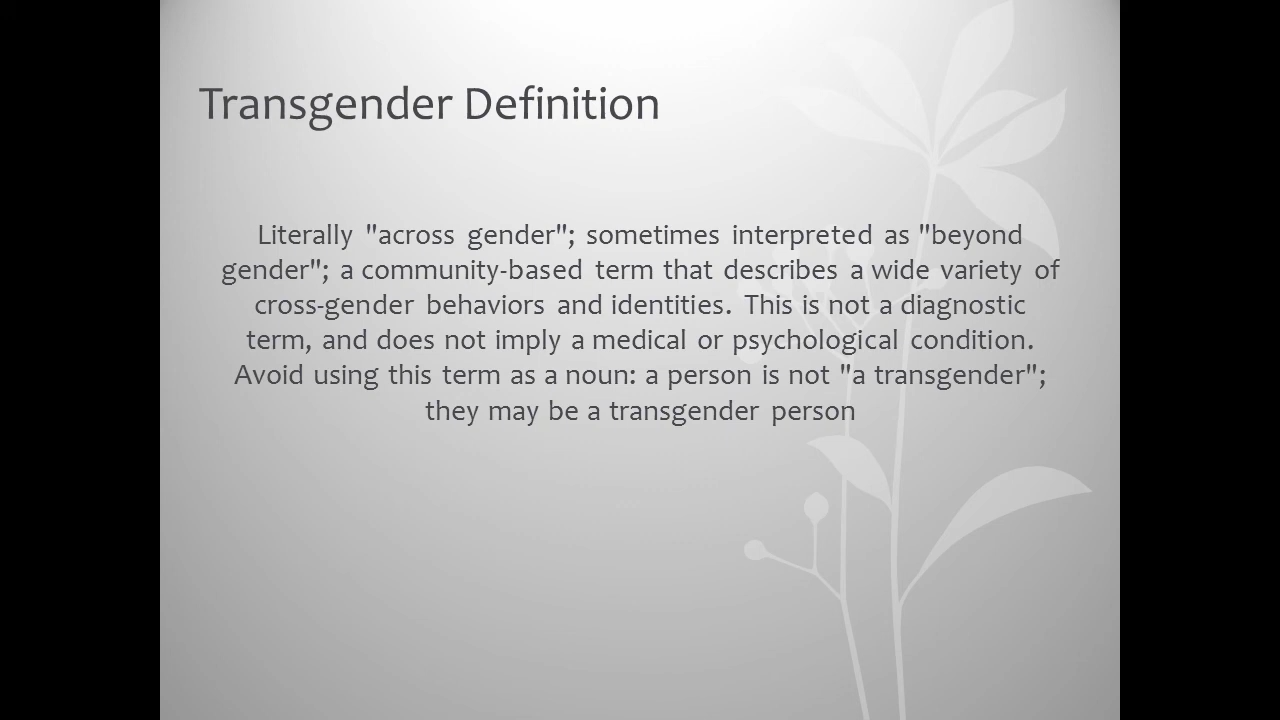 Transgender Definition
Literally "across gender"; sometimes interpreted as "beyond
gender"; a community-based term that describes a wide variety of
cross-gender behaviors and identities. This is not a diagnostic
term, and does not imply a medical or psychological condition.
Avoid using this term as a noun: a person is not "a transgender";
they may be a transgender person